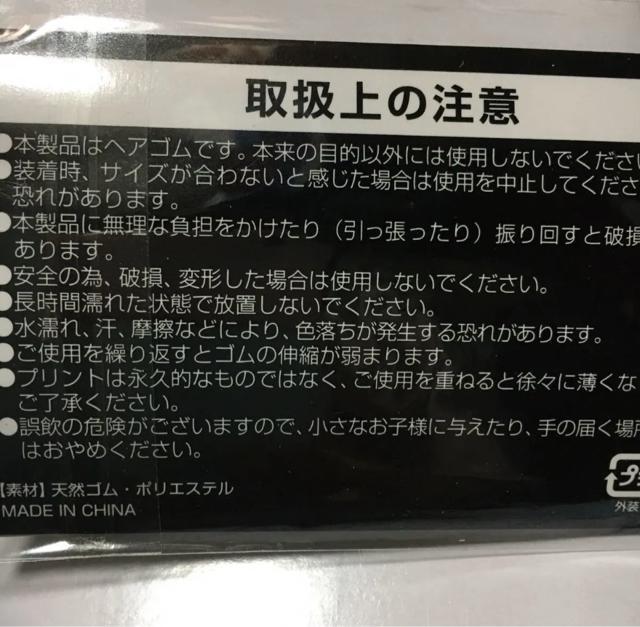 取扱上の注意
●本製品はヘアゴムです。本来の目的以外には使用しないでくださ
●装着時、サイズが合わないと感じた場合は使用を中止してくださ
恐れがあります。
●本製品に無理な負担をかけたり（引っ張ったり）振り回すと破損
あります。
●安全の為、破損、変形した場合は使用しないでください。
●長時間濡れた状態で放置しないでください。
●水濡れ、汗、摩擦などにより、色落ちが発生する恐れがあります。
●ご使用を繰り返すとゴムの伸縮が弱まります。
●プリントは永久的なものではなく、ご使用を重ねると徐々に薄くな
ご了承ください。
●誤飲の危険がございますので、小さなお子様に与えたり、手の届く場所
はおやめください。
【素材】天然ゴム・ポリエステル
MADE IN CHINA
プ
外装